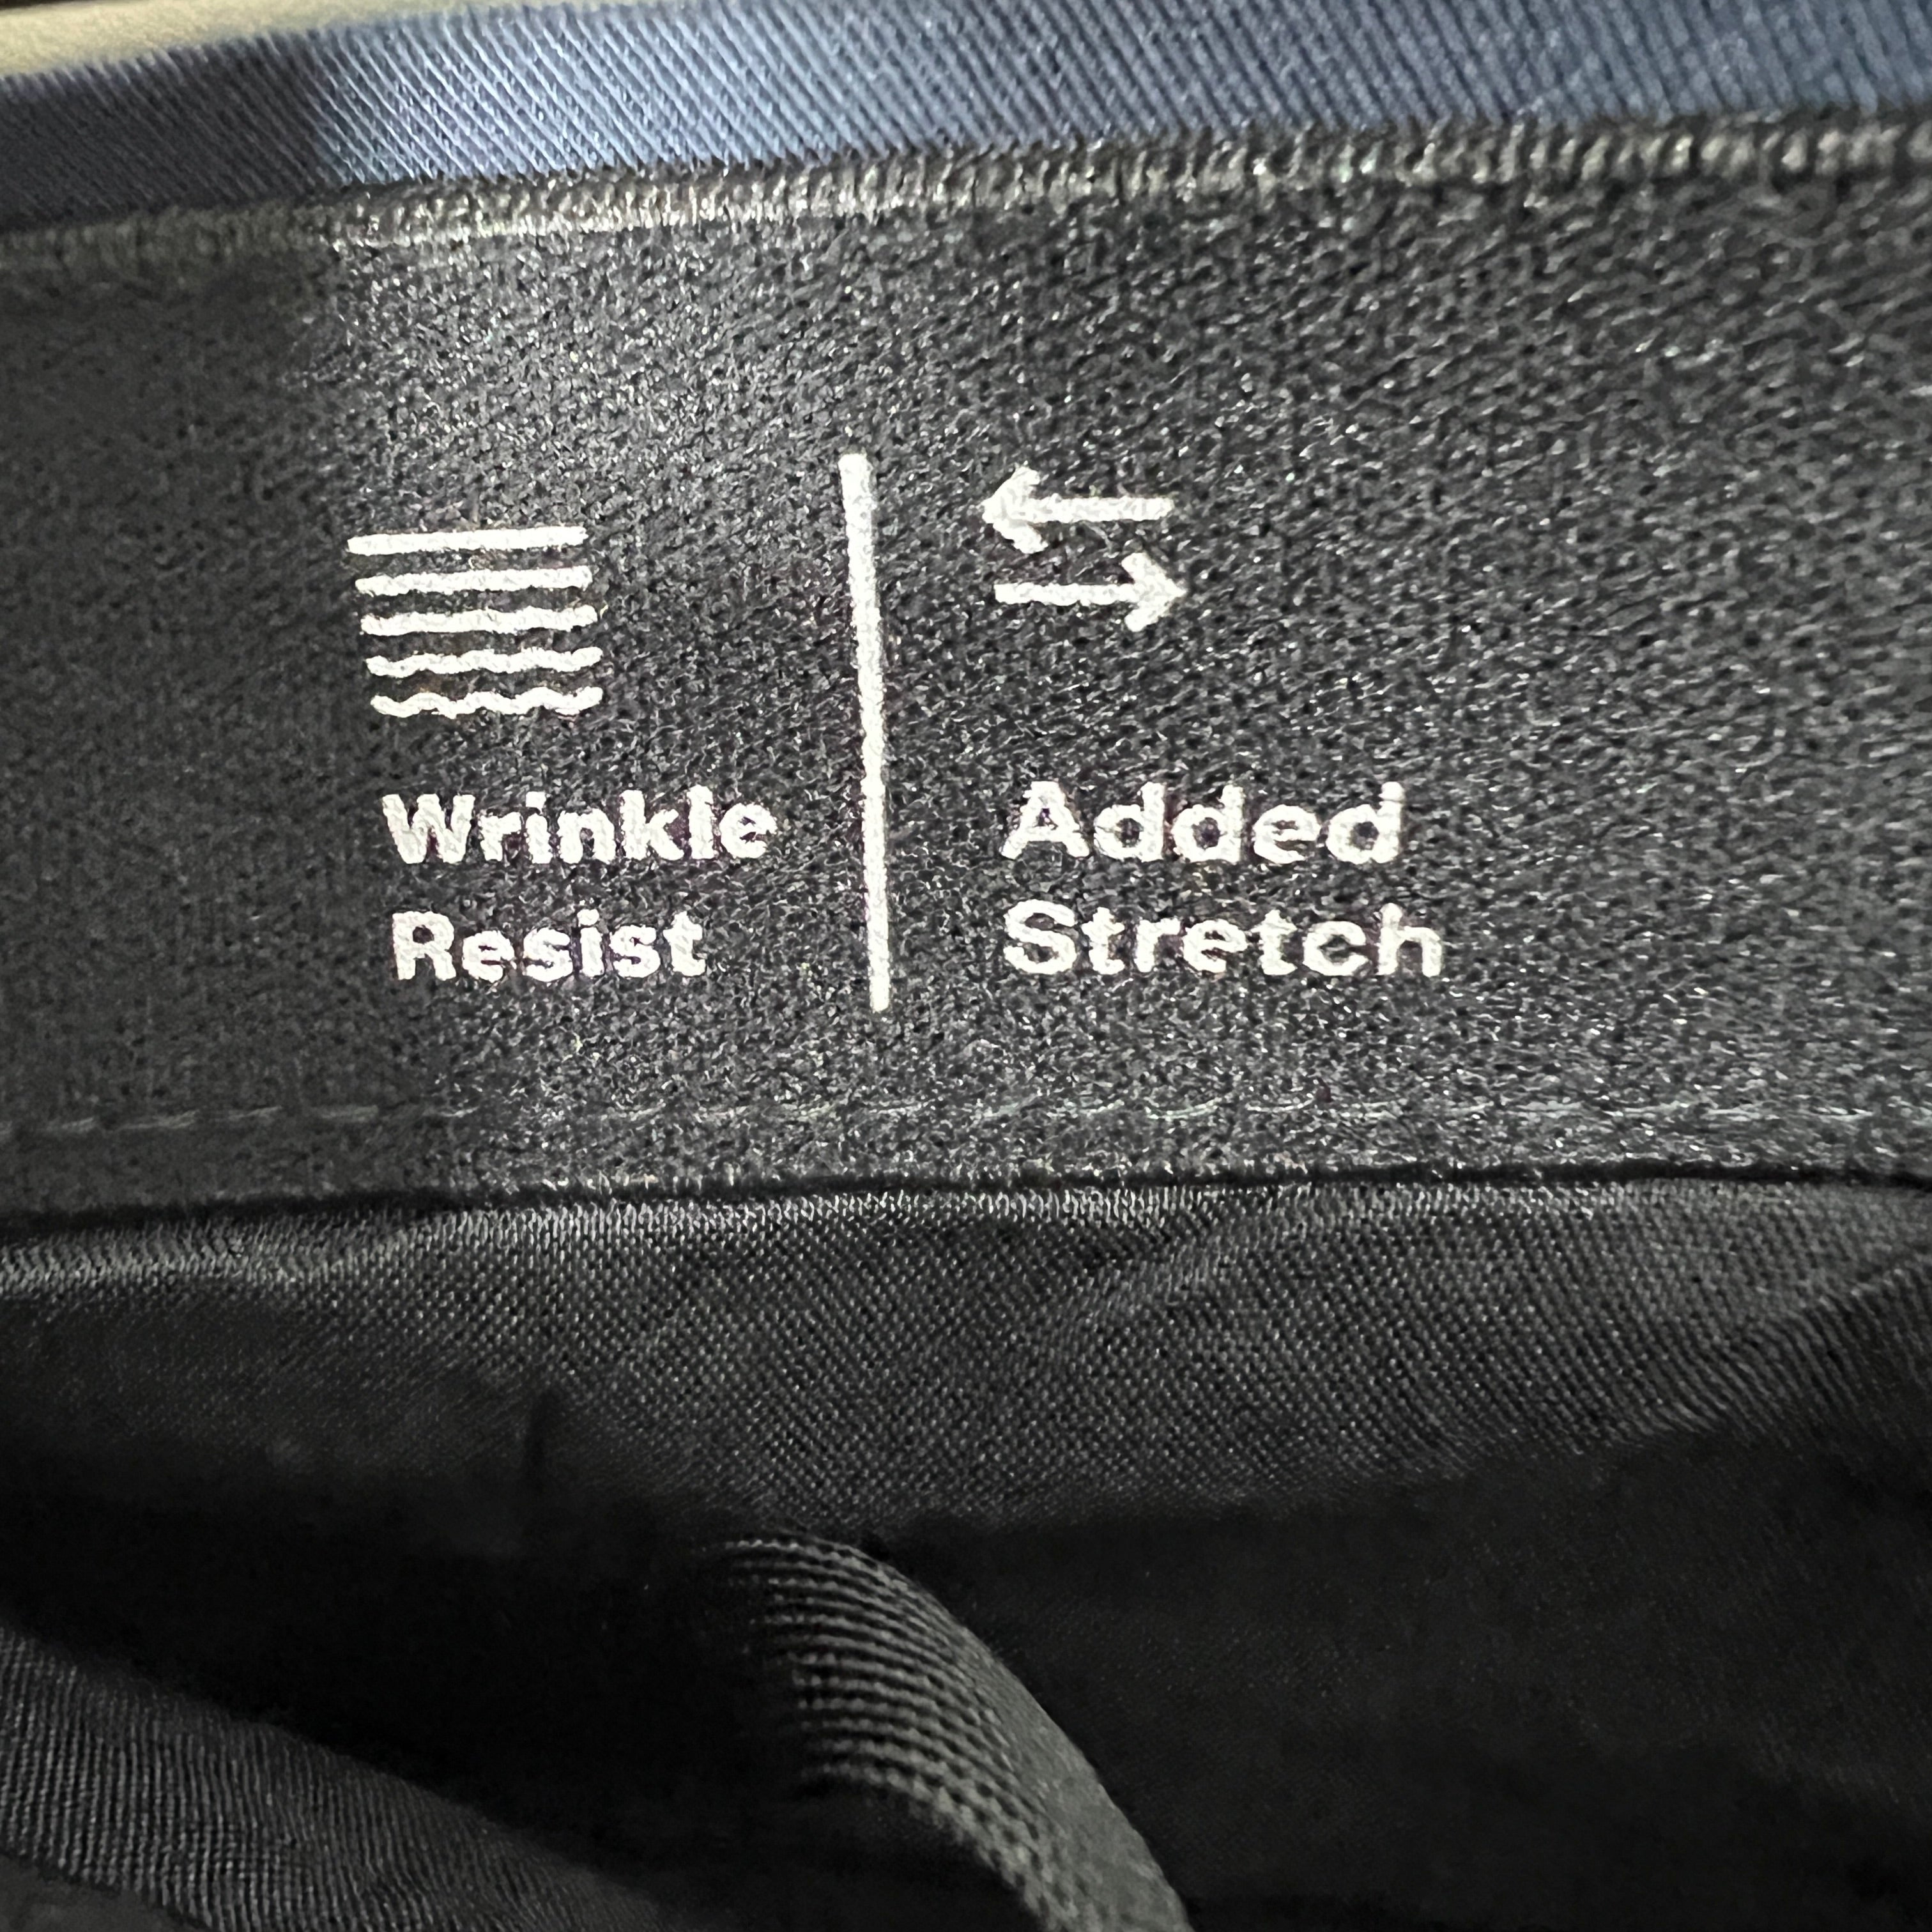 Wrinkle
Resist
Added
Stretch